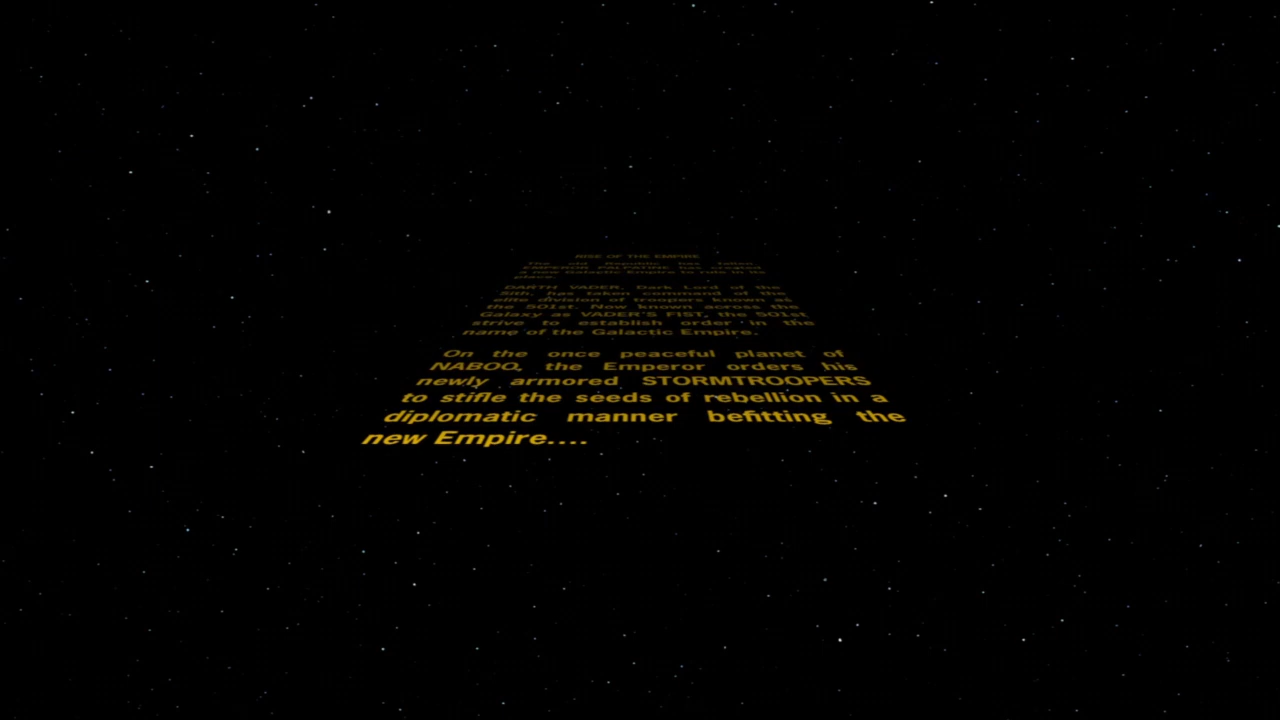 RISE OF THE EMPIRE
The old Republic has fallen
EMPEROR PALPATINE has created
a new Galactic Empire to rule in its
place.
DARTH VADER, Dark Lord of the
Sith, has taken command of the
elite division of troopers known as
the 501st. Now known across the
Galaxy as VADER'S FIST, the 501st
strive to establish order in the
name of the Galactic Empire.
On the once peaceful planet of
NABOO, the Emperor orders his
newly armored STORMTROOPERS
to stifle the seeds of rebellion in a
diplomatic manner befitting the
new Empire....